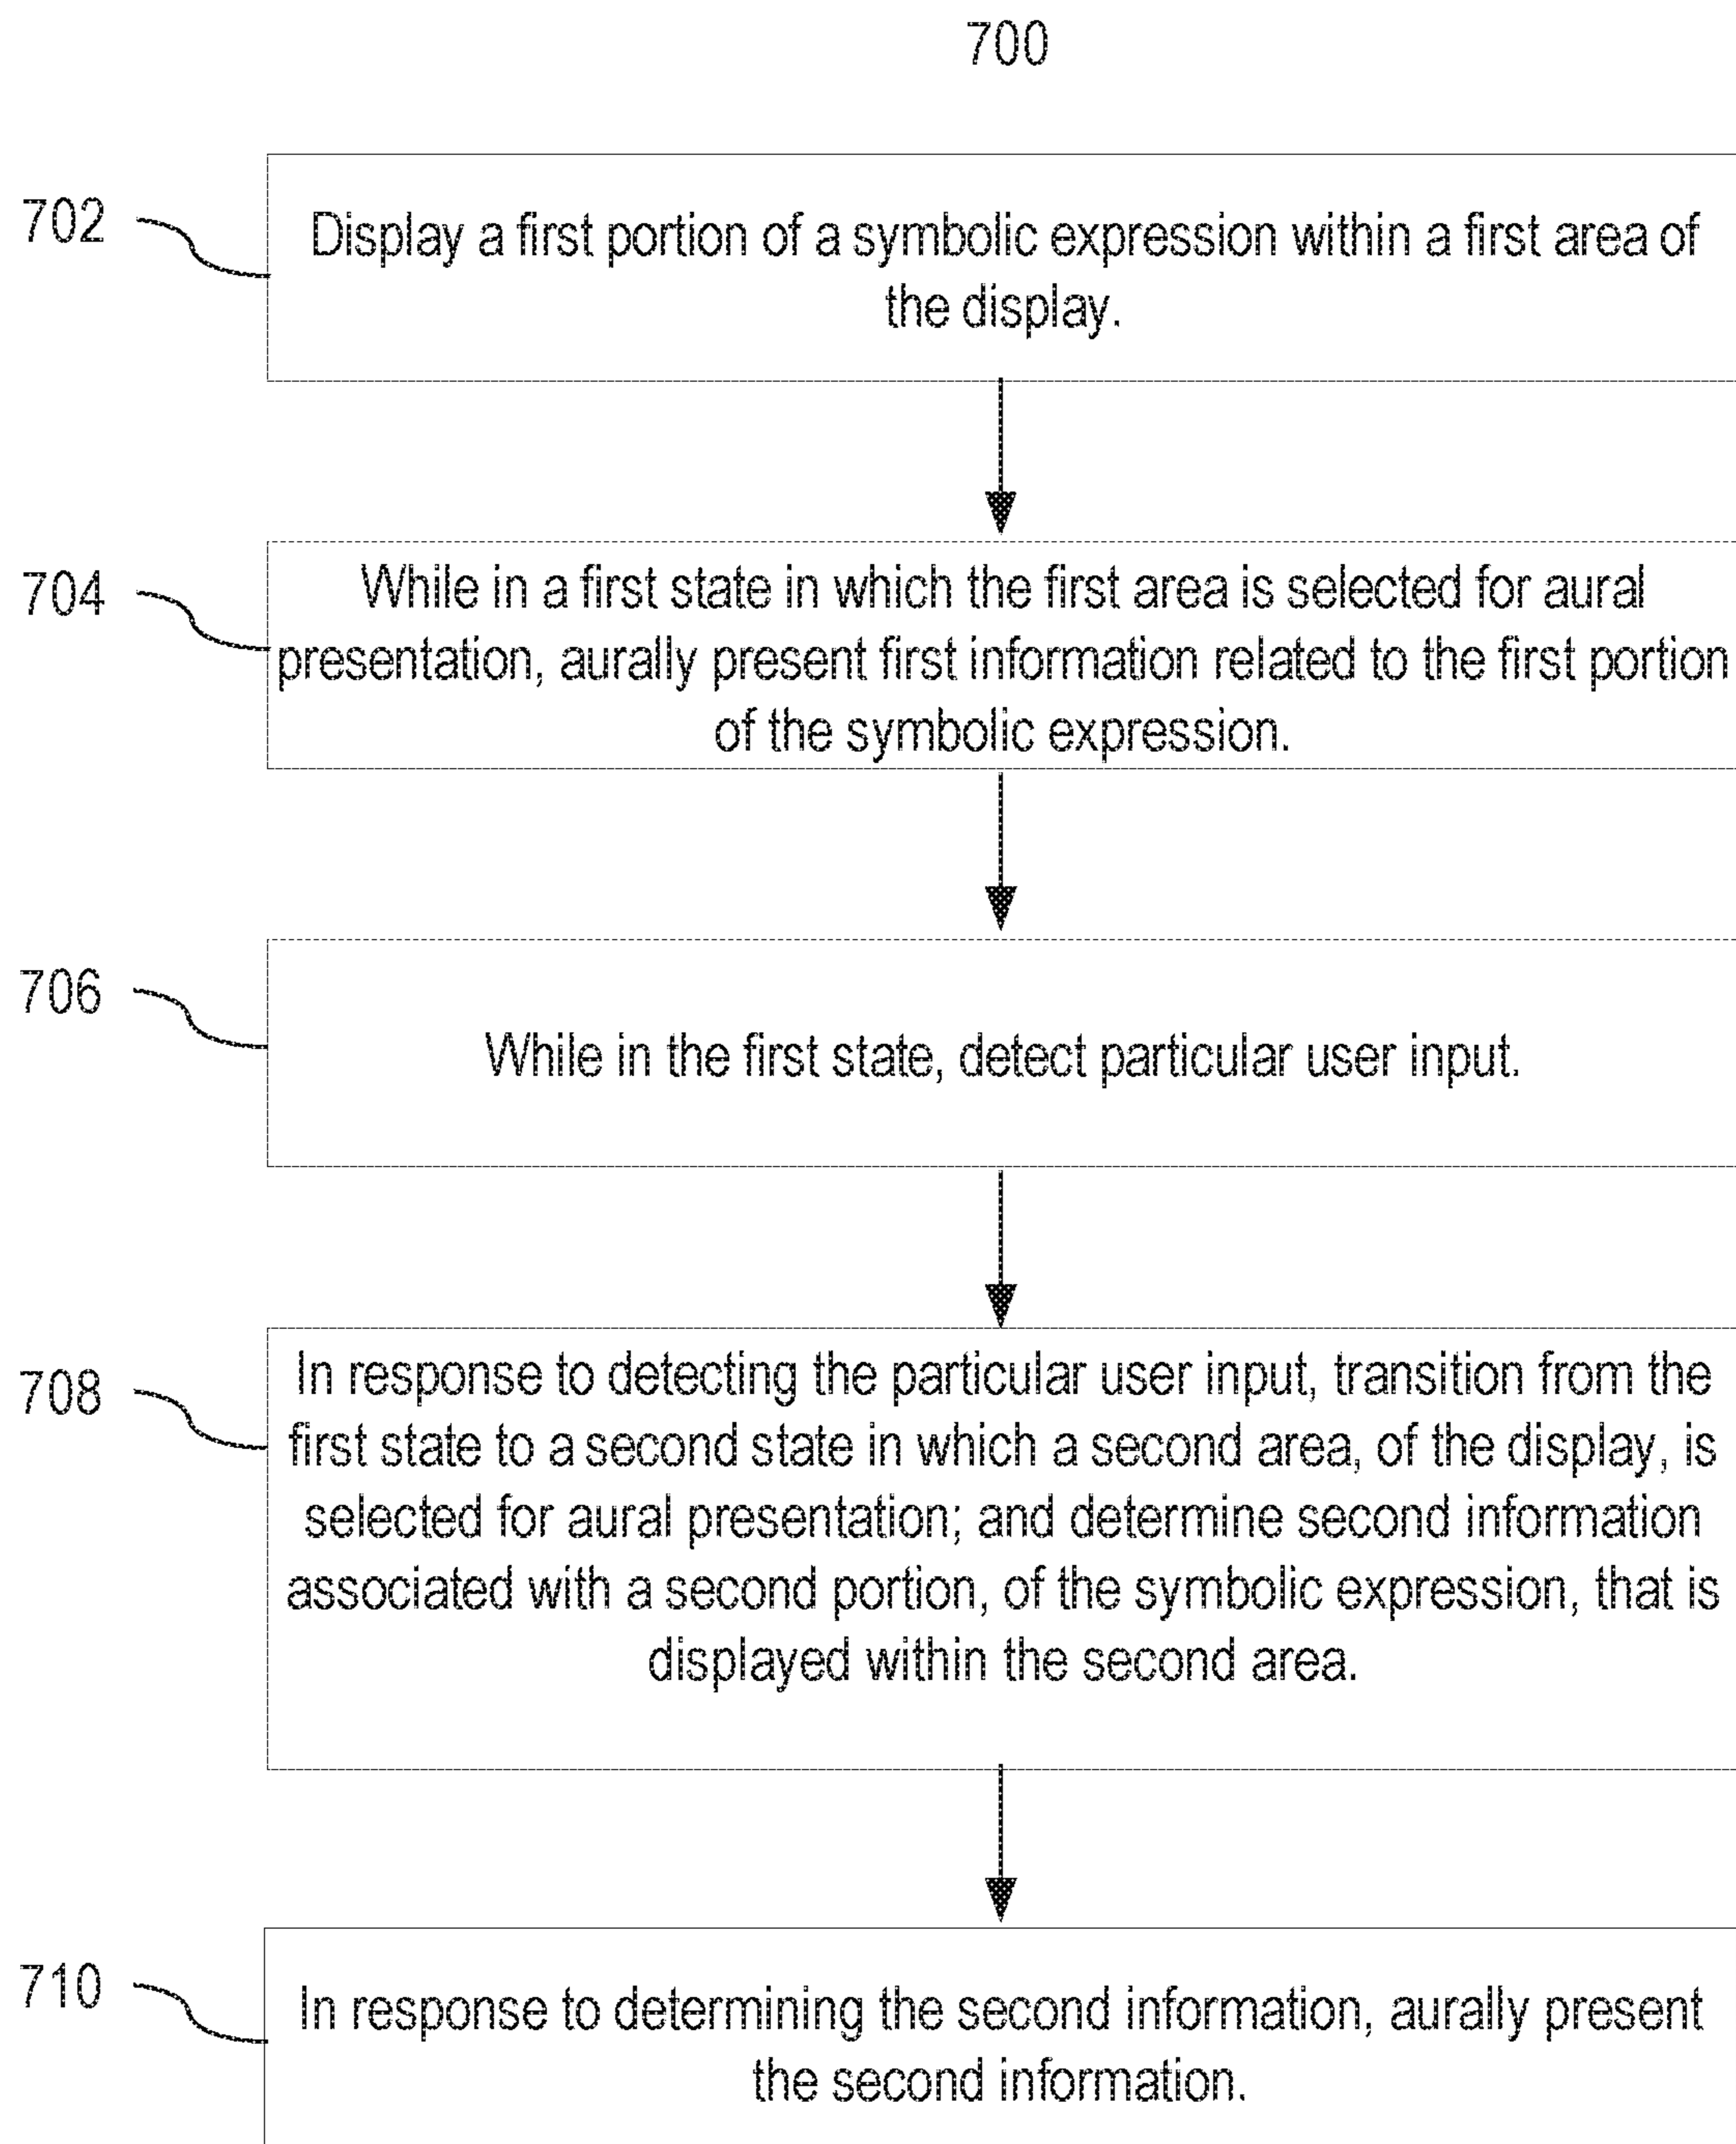 700
702
Display a first portion of a symbolic expression within a first area of
the display.
704
While in a first state in which the first area is selected for aural
presentation, aurally present first information related to the first portion
of the symbolic expression.
706
While in the first state, detect particular user input.
708
In response to detecting the particular user input, transition from the
first state to a second state in which a second area, of the display, is
selected for aural presentation; and determine second information
associated with a second portion, of the symbolic expression, that is
displayed within the second area.
710
In response to determining the second information, aurally present
the second information.